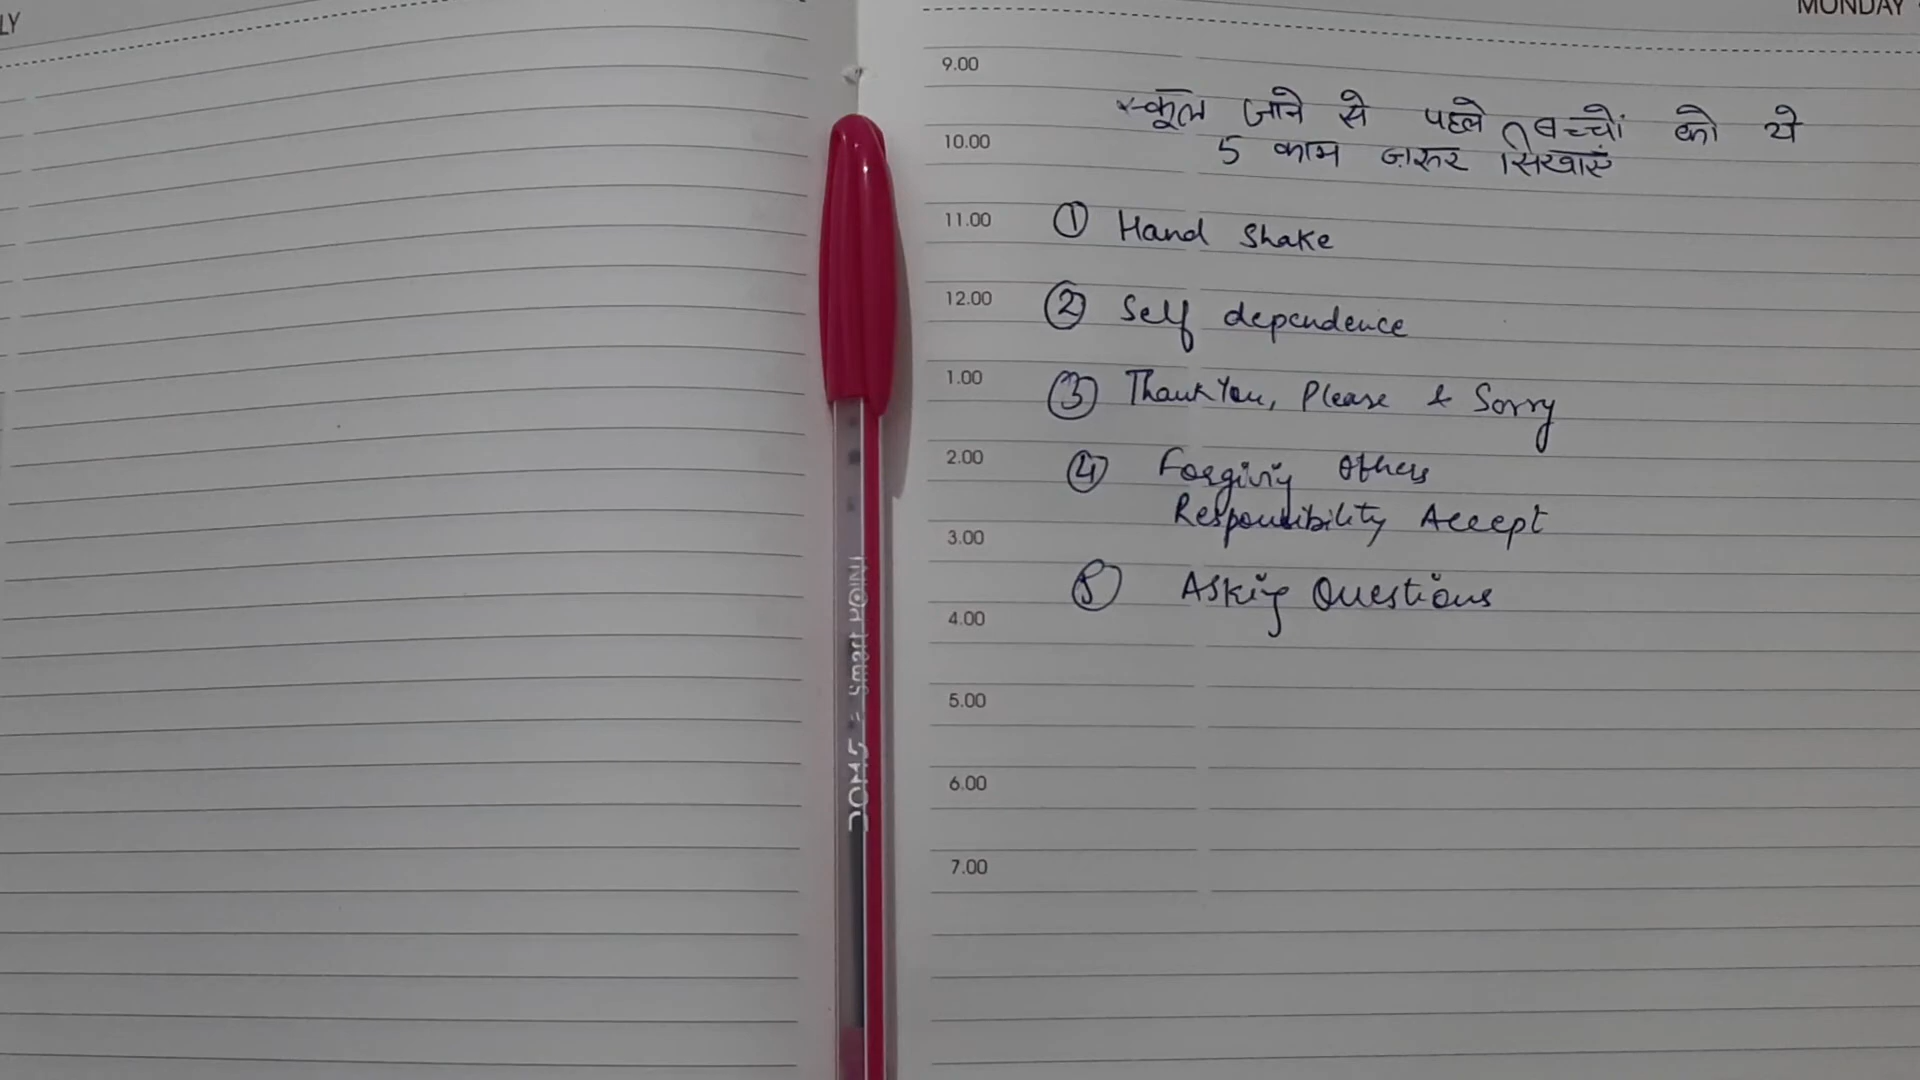 LY
MONDAY
9.00
स्कूल जाने से पहले बच्चों को ये
10.00
5 काम ज़रूर सिखाएं
11.00
① Hand Shake
12.00
② Self dependence
1.00
③ Thank You, Please & Sorry
2.00
④ Forgiving Others
Responsibility Accept
3.00
⑤ Asking Questions
4.00
5.00
6.00
7.00
DOMS Smart POINT